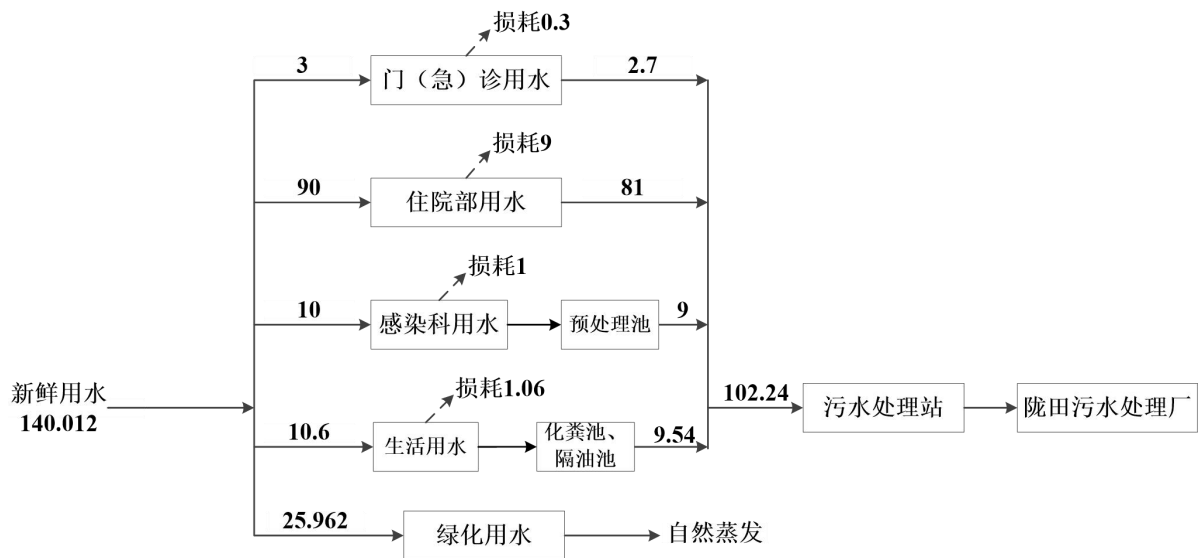 损耗0.3
3
门（急）诊用水
2.7
损耗9
90
住院部用水
81
损耗1
10
感染科用水
预处理池
9
新鲜用水
140.012
损耗1.06
10.6
生活用水
化粪池、
隔油池
9.54
102.24
污水处理站
陇田污水处理厂
25.962
绿化用水
自然蒸发